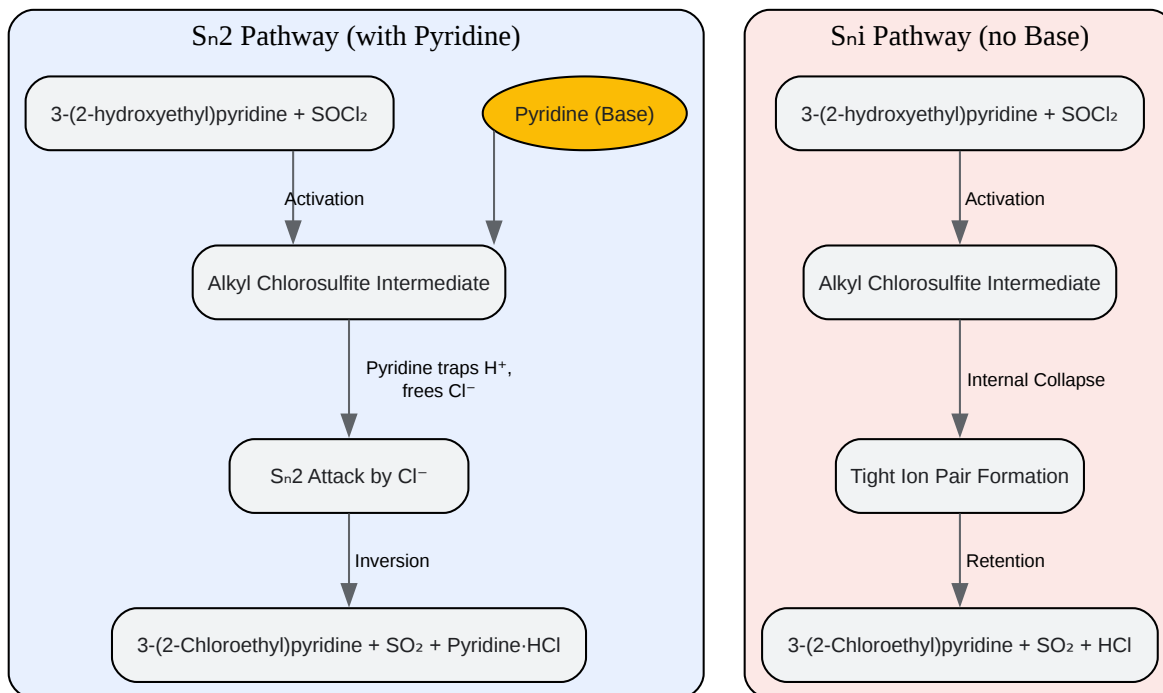 Sₙ2 Pathway (with Pyridine)
3-(2-hydroxyethyl)pyridine + SOCl₂
Pyridine (Base)
Activation
Alkyl Chlorosulfite Intermediate
Pyridine traps H⁺,
frees Cl⁻
Sₙ2 Attack by Cl⁻
Inversion
3-(2-Chloroethyl)pyridine + SO₂ + Pyridine·HCl
Sₙi Pathway (no Base)
3-(2-hydroxyethyl)pyridine + SOCl₂
Activation
Alkyl Chlorosulfite Intermediate
Internal Collapse
Tight Ion Pair Formation
Retention
3-(2-Chloroethyl)pyridine + SO₂ + HCl